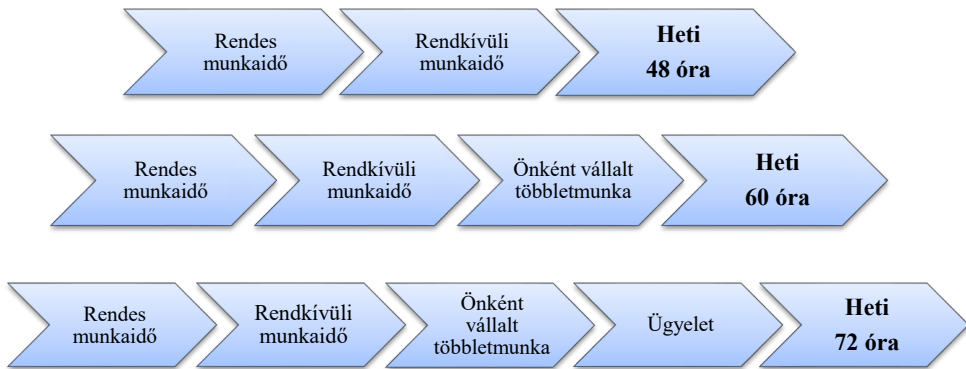 Rendes
munkaidő
Rendkívüli
munkaidő
Heti
48 óra
Rendes
munkaidő
Rendkívüli
munkaidő
Önként vállalt
többletmunka
Heti
60 óra
Rendes
munkaidő
Rendkívüli
munkaidő
Önként
vállalt
többletmunka
Ügyelet
Heti
72 óra